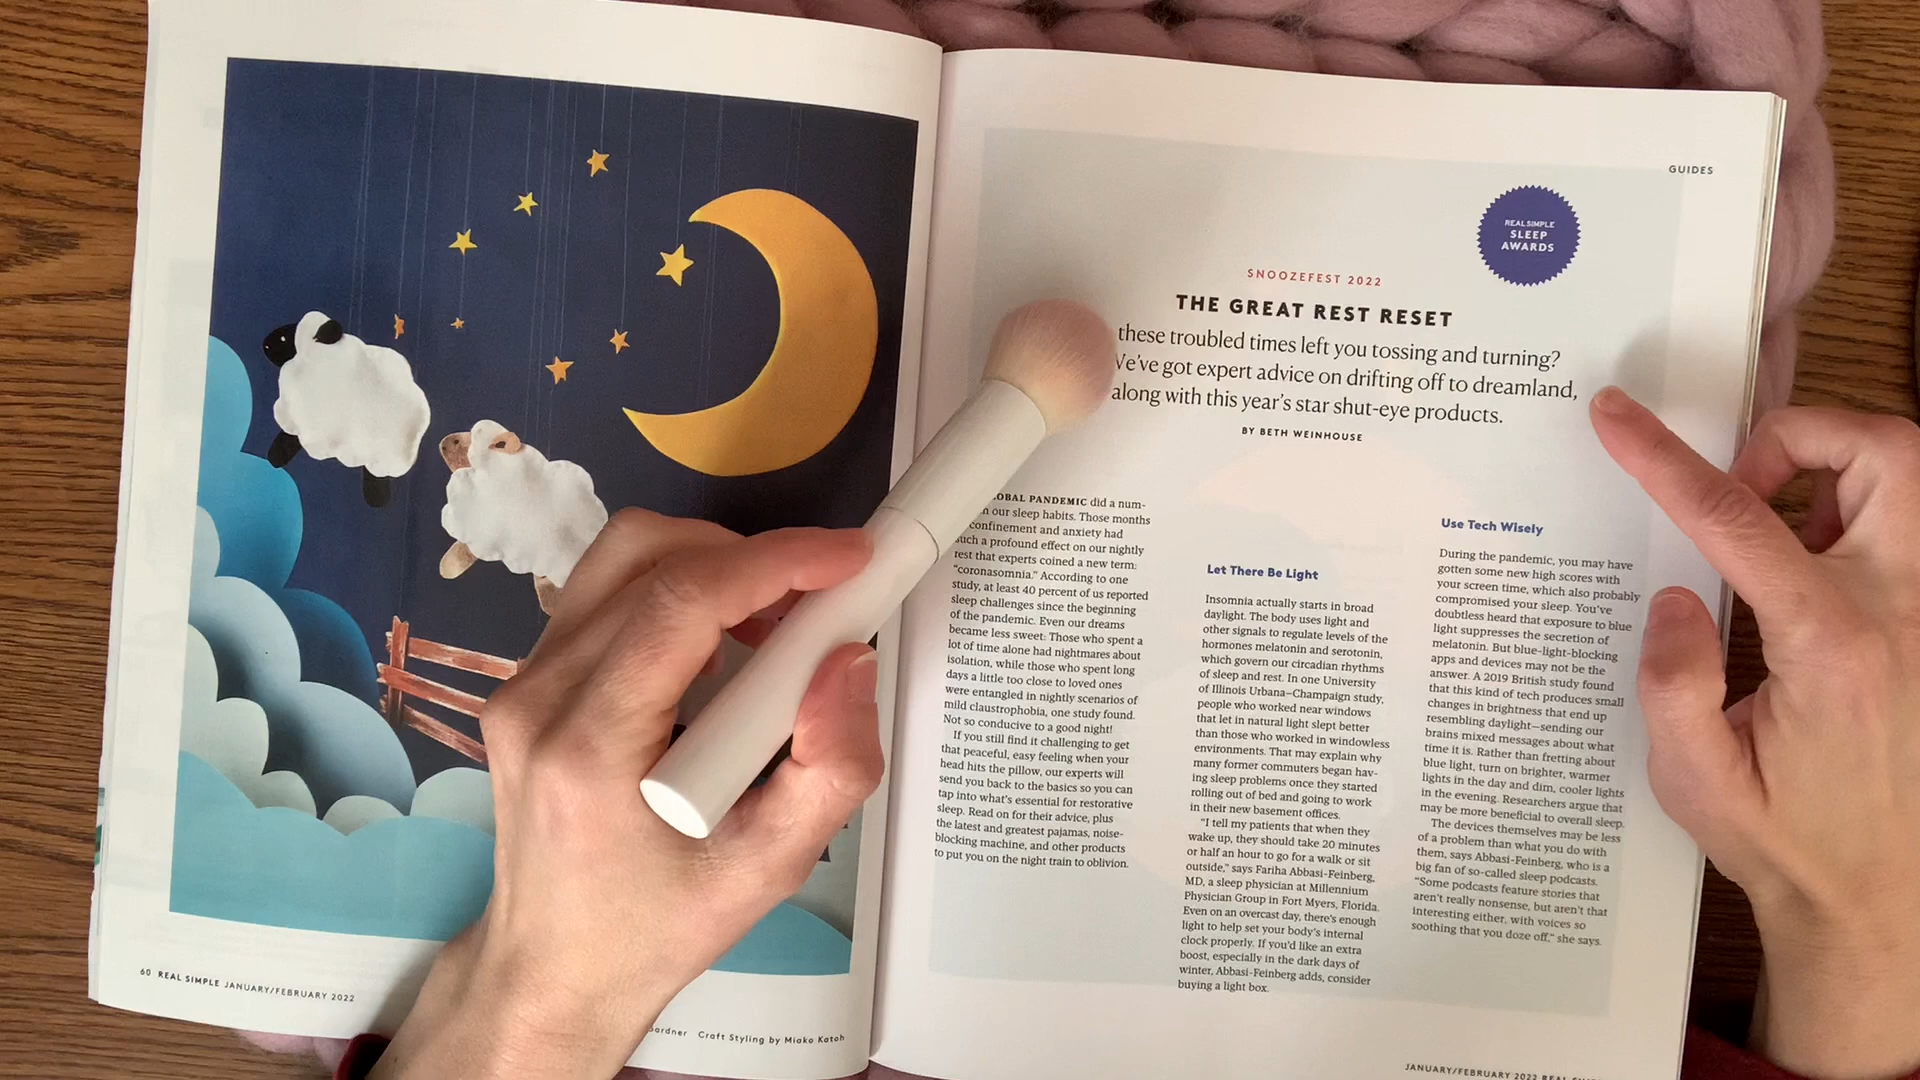 60 REAL SIMPLE JANUARY/FEBRUARY 2022
Craft Styling by Miako Katoh
GUIDES
REAL SIMPLE
SLEEP
AWARDS
SNOOZEFEST 2022
THE GREAT REST RESET
these troubled times left you tossing and turning?
We've got expert advice on drifting off to dreamland,
along with this year's star shut-eye products.
BY BETH WEINHOUSE
PANDEMIC did a num-
our sleep habits. Those months
confinement and anxiety had
such a profound effect on our nightly
rest that experts coined a new term:
"coronasomnia." According to one
study, at least 40 percent of us reported
sleep challenges since the beginning
of the pandemic. Even our dreams
became less sweet: Those who spent a
lot of time alone had nightmares about
isolation, while those who spent long
days a little too close to loved ones
were entangled in nightly scenarios of
mild claustrophobia, one study found.
Not so conducive to a good night!
If you still find it challenging to get
that peaceful, easy feeling when your
head hits the pillow, our experts will
send you back to the basics so you can
tap into what's essential for restorative
sleep. Read on for their advice, plus
the latest and greatest pajamas, noise-
blocking machine, and other products
to put you on the night train to oblivion.
Let There Be Light
Insomnia actually starts in broad
daylight. The body uses light and
other signals to regulate levels of the
hormones melatonin and serotonin,
which govern our circadian rhythms
of sleep and rest. In one University
of Illinois Urbana–Champaign study,
people who worked near windows
that let in natural light slept better
than those who worked in windowless
environments. That may explain why
many former commuters began hav-
ing sleep problems once they started
rolling out of bed and going to work
in their new basement offices.
"I tell my patients that when they
wake up, they should take 20 minutes
or half an hour to go for a walk or sit
outside," says Fariha Abbasi-Feinberg,
MD, a sleep physician at Millennium
Physician Group in Fort Myers, Florida.
Even on an overcast day, there's enough
light to help set your body's internal
clock properly. If you'd like an extra
boost, especially in the dark days of
winter, Abbasi-Feinberg adds, consider
buying a light box.
Use Tech Wisely
During the pandemic, you may have
gotten some new high scores with
your screen time, which also probably
compromised your sleep. You've
doubtless heard that exposure to blue
light suppresses the secretion of
melatonin. But blue-light-blocking
apps and devices may not be the
answer. A 2019 British study found
that this kind of tech produces small
changes in brightness that end up
resembling daylight—sending our
brains mixed messages about what
time it is. Rather than fretting about
blue light, turn on brighter, warmer
lights in the day and dim, cooler lights
in the evening. Researchers argue that
may be more beneficial to overall sleep.
The devices themselves may be less
of a problem than what you do with
them, says Abbasi-Feinberg, who is a
big fan of so-called sleep podcasts.
"Some podcasts feature stories that
aren't really nonsense, but aren't that
interesting either, with voices so
soothing that you doze off," she says.
JANUARY/FEBRUARY 2022 REAL